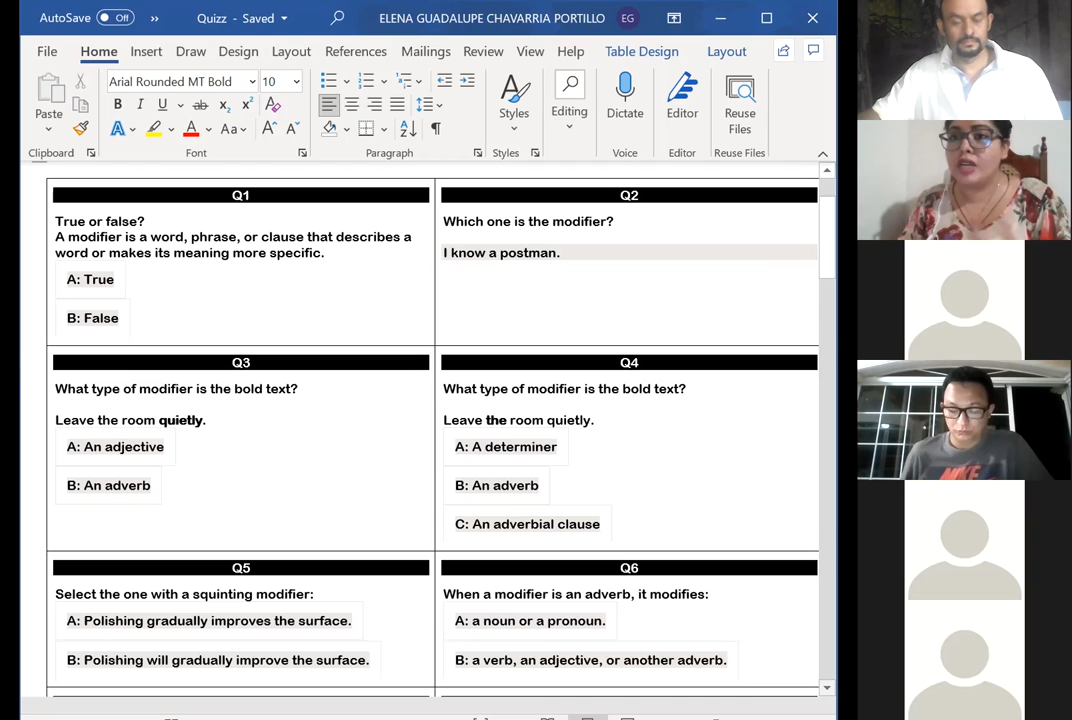 AutoSave Off Quizz - Saved ELENA GUADALUPE CHAVARRIA PORTILLO EG
File Home Insert Draw Design Layout References Mailings Review View Help Table Design Layout
Arial Rounded MT Bold 10
Paste Styles Editing Dictate Editor Reuse Files
Clipboard Font Paragraph Styles Voice Editor Reuse Files
Q1
True or false?
A modifier is a word, phrase, or clause that describes a
word or makes its meaning more specific.
A: True
B: False
Q2
Which one is the modifier?
I know a postman.
Q3
What type of modifier is the bold text?
Leave the room quietly.
A: An adjective
B: An adverb
Q4
What type of modifier is the bold text?
Leave the room quietly.
A: A determiner
B: An adverb
C: An adverbial clause
Q5
Select the one with a squinting modifier:
A: Polishing gradually improves the surface.
B: Polishing will gradually improve the surface.
Q6
When a modifier is an adverb, it modifies:
A: a noun or a pronoun.
B: a verb, an adjective, or another adverb.
NIKE